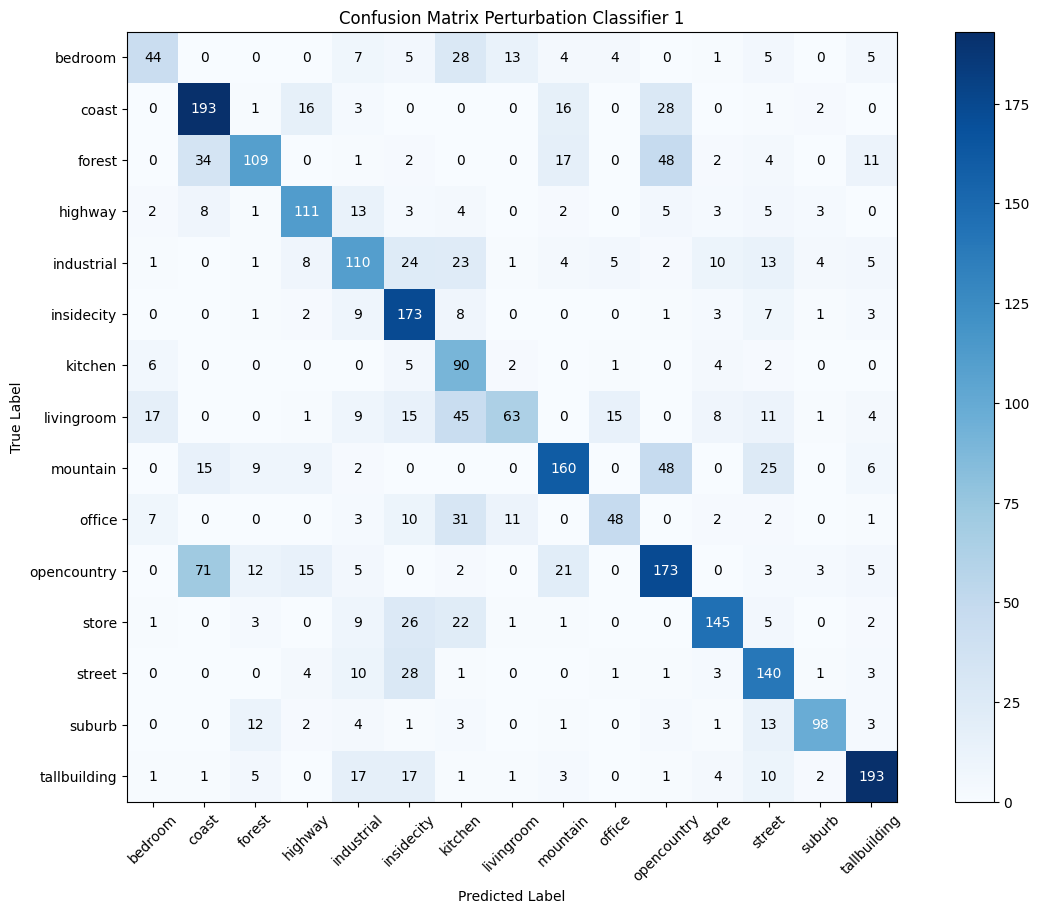 Confusion Matrix Perturbation Classifier 1
True Label
bedroom 44 0 0 0 7 5 28 13 4 4 0 1 5 0 5
coast 0 193 1 16 3 0 0 0 16 0 28 0 1 2 0
forest 0 34 109 0 1 2 0 0 17 0 48 2 4 0 11
highway 2 8 1 111 13 3 4 0 2 0 5 3 5 3 0
industrial 1 0 1 8 110 24 23 1 4 5 2 10 13 4 5
insidecity 0 0 1 2 9 173 8 0 0 0 1 3 7 1 3
kitchen 6 0 0 0 0 5 90 2 0 1 0 4 2 0 0
livingroom 17 0 0 1 9 15 45 63 0 15 0 8 11 1 4
mountain 0 15 9 9 2 0 0 0 160 0 48 0 25 0 6
office 7 0 0 0 3 10 31 11 0 48 0 2 2 0 1
opencountry 0 71 12 15 5 0 2 0 21 0 173 0 3 3 5
store 1 0 3 0 9 26 22 1 1 0 0 145 5 0 2
street 0 0 0 4 10 28 1 0 0 1 1 3 140 1 3
suburb 0 0 12 2 4 1 3 0 1 0 3 1 13 98 3
tallbuilding 1 1 5 0 17 17 1 1 3 0 1 4 10 2 193
bedroom coast forest highway industrial insidecity kitchen livingroom mountain office opencountry store street suburb tallbuilding
Predicted Label
175
150
125
100
75
50
25
0